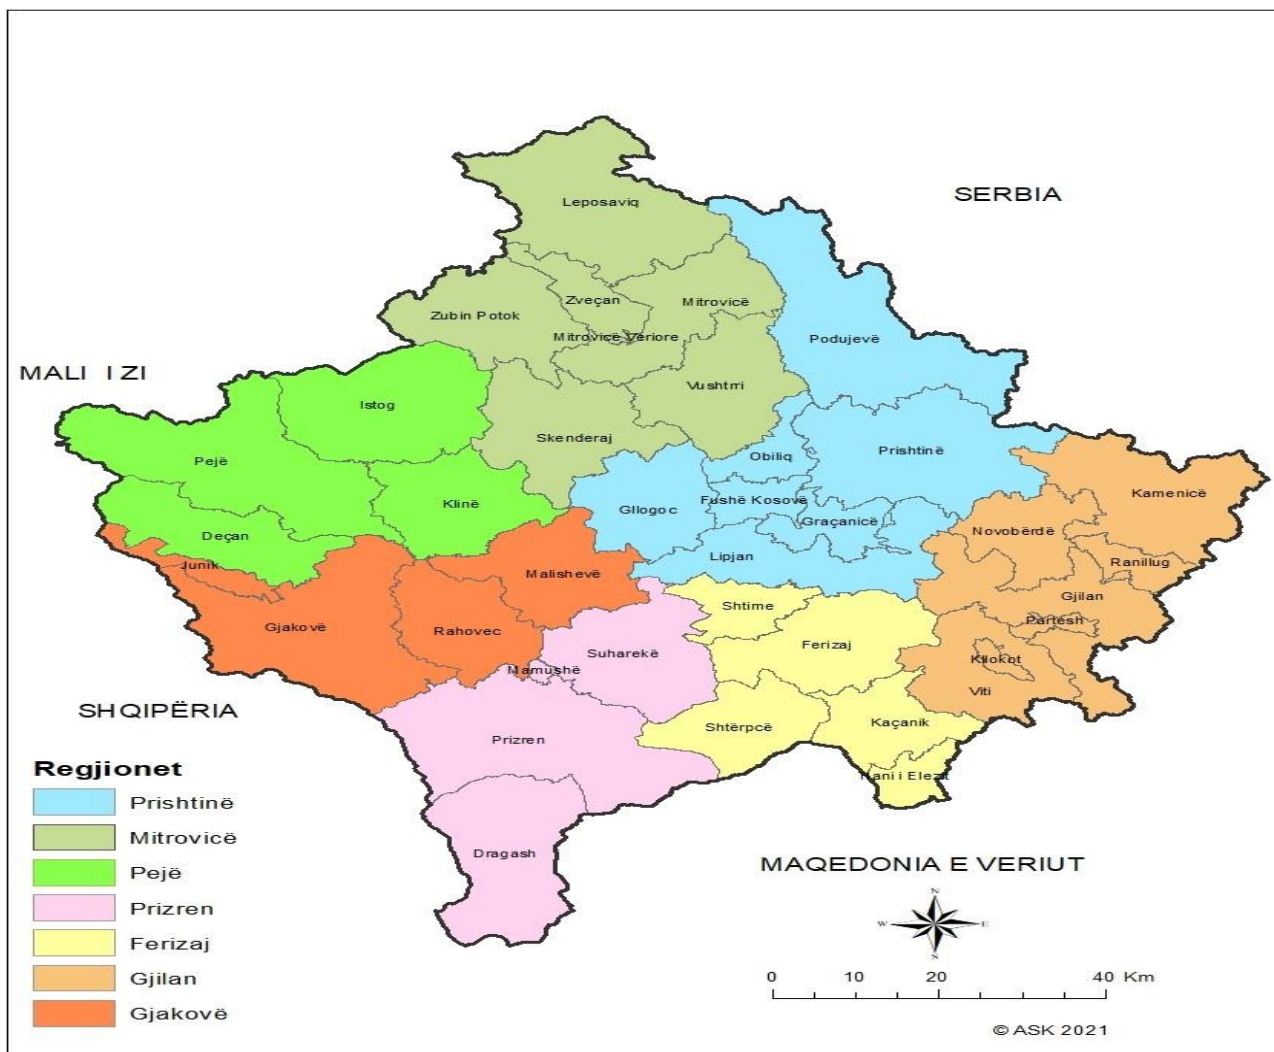 SERBIA
Leposaviq
Zveçan
Mitrovicë
Zubin Potok
Mitrovicë Veriore
Podujevë
MALI I ZI
Vushtrri
Istog
Skenderaj
Prishtinë
Obiliq
Pejë
Kamenicë
Klinë
Fushë Kosovë
Gllogoc
Graçanicë
Novobërdë
Deçan
Lipjan
Ranillug
Junik
Malishevë
Gjilan
Shtime
Partesh
Gjakovë
Rahovec
Ferizaj
Suharekë
Kllokot
Mamushë
Viti
SHQIPËRIA
Shtërpcë
Kaçanik
Prizren
Hani i Elezit
Dragash
Regjionet
Prishtinë
Mitrovicë
Pejë
Prizren
Ferizaj
Gjilan
Gjakovë
MAQEDONIA E VERIUT
N
W E
S
0 10 20 40 Km
© ASK 2021